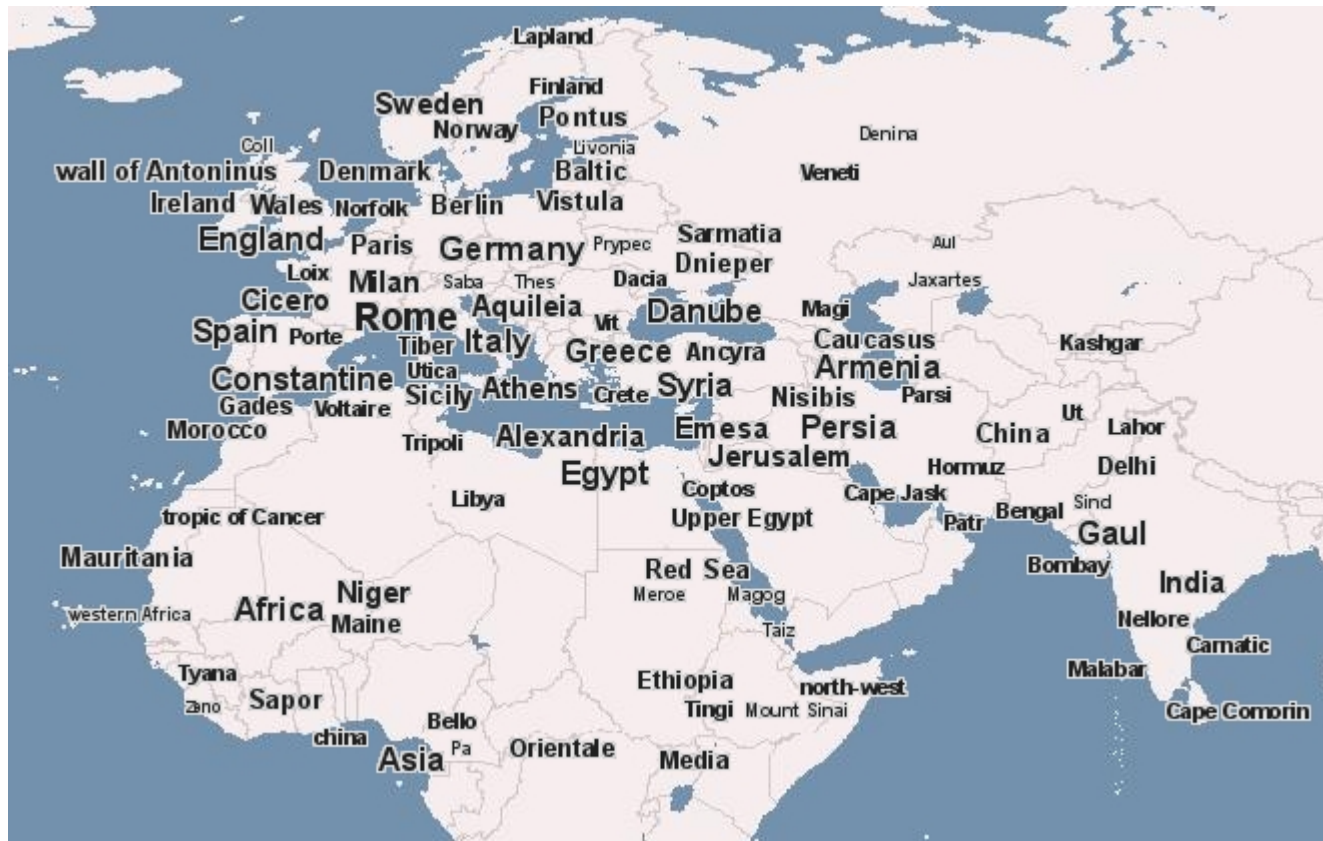 Lapland
Finland
Sweden
Pontus
Norway
Denina
Coll
Livonia
wall of Antoninus
Denmark
Baltic
Veneti
Ireland
Wales
Norfolk
Berlin
Vistula
England
Paris
Germany
Prypec
Sarmatia
Aul
Dnieper
Loix
Milan
Saba
Thes
Dacia
Jaxartes
Cicero
Rome
Aquileia
Vit
Danube
Magi
Spain
Porte
Tiber
Italy
Greece
Ancyra
Caucasus
Kashgar
Utica
Armenia
Constantine
Sicily
Athens
Crete
Syria
Nisibis
Parsi
Gades
Voltaire
Ut
Morocco
Tripoli
Alexandria
Emesa
Persia
China
Lahor
Jerusalem
Egypt
Hormuz
Delhi
Libya
Coptos
Cape Jask
Sind
tropic of Cancer
Upper Egypt
Patr
Bengal
Gaul
Mauritania
Red Sea
Bombay
India
Niger
Meroe
Magog
western Africa
Africa
Maine
Taiz
Nellore
Carnatic
Tyana
Ethiopia
north-west
Malabar
Zeno
Sapor
Tingi
Mount Sinai
Cape Comorin
Bello
china
Asia
Pa
Orientale
Media